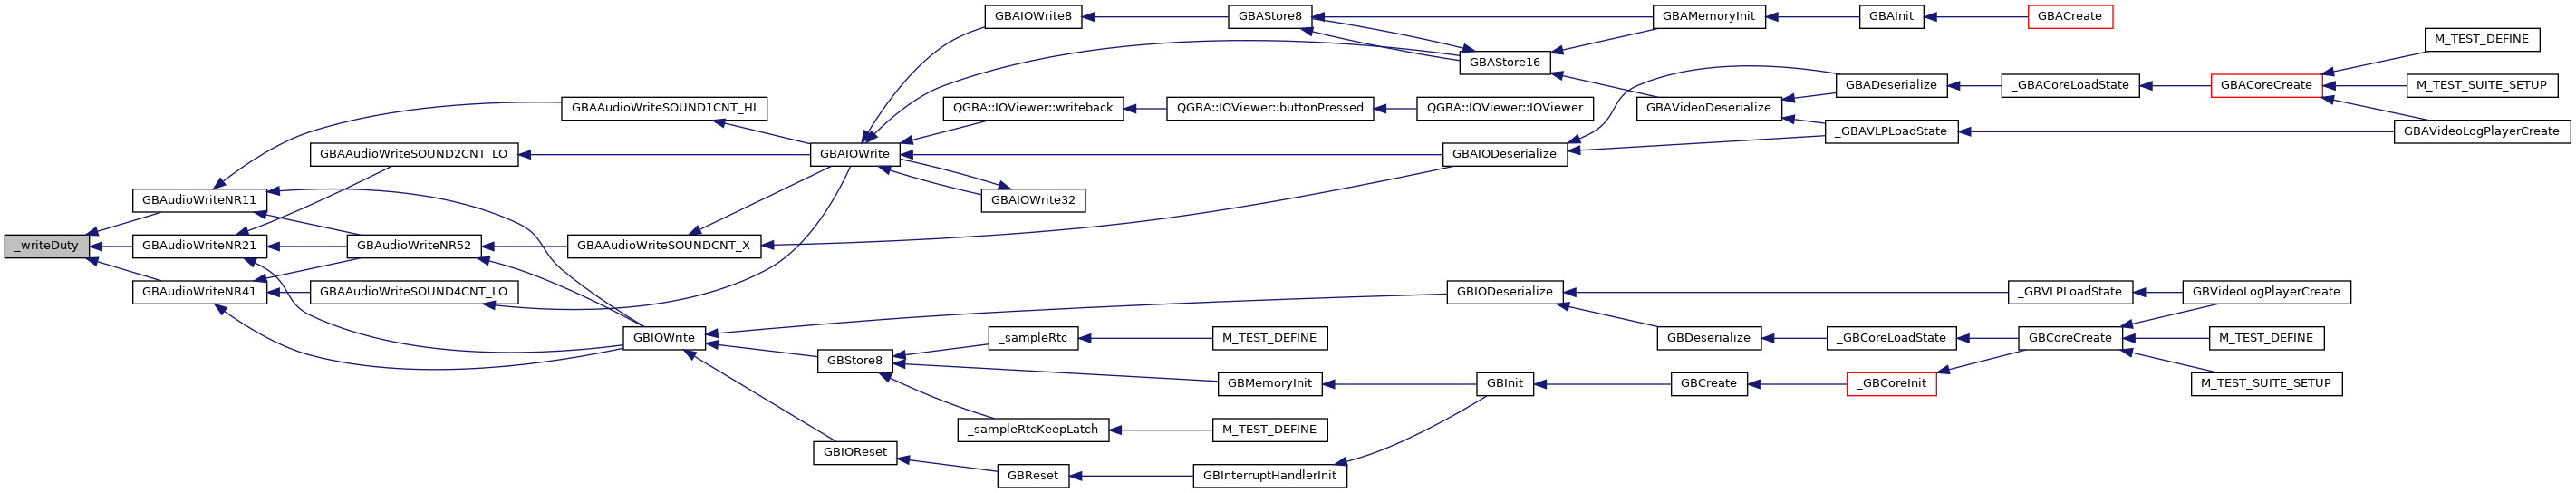 _writeDuty
GBAudioWriteNR11
GBAudioWriteNR21
GBAudioWriteNR41
GBAAudioWriteSOUND1CNT_HI
GBAAudioWriteSOUND2CNT_LO
GBAudioWriteNR52
GBAAudioWriteSOUND4CNT_LO
GBAAudioWriteSOUNDCNT_X
GBIOWrite
GBAIOWrite
GBAIOWrite8
QGBA::IOViewer::writeback
GBAIOWrite32
GBStore8
GBIOReset
GBAStore8
QGBA::IOViewer::buttonPressed
QGBA::IOViewer::IOViewer
_sampleRtc
M_TEST_DEFINE
GBMemoryInit
_sampleRtcKeepLatch
M_TEST_DEFINE
GBReset
GBInterruptHandlerInit
GBAStore16
GBAIODeserialize
GBIODeserialize
GBInit
GBAMemoryInit
GBAVideoDeserialize
GBDeserialize
GBCreate
GBAInit
GBADeserialize
_GBAVLPLoadState
_GBCoreLoadState
_GBCoreInit
GBACreate
_GBACoreLoadState
_GBVLPLoadState
GBCoreCreate
GBACoreCreate
GBVideoLogPlayerCreate
M_TEST_DEFINE
M_TEST_SUITE_SETUP
M_TEST_DEFINE
M_TEST_SUITE_SETUP
GBAVideoLogPlayerCreate